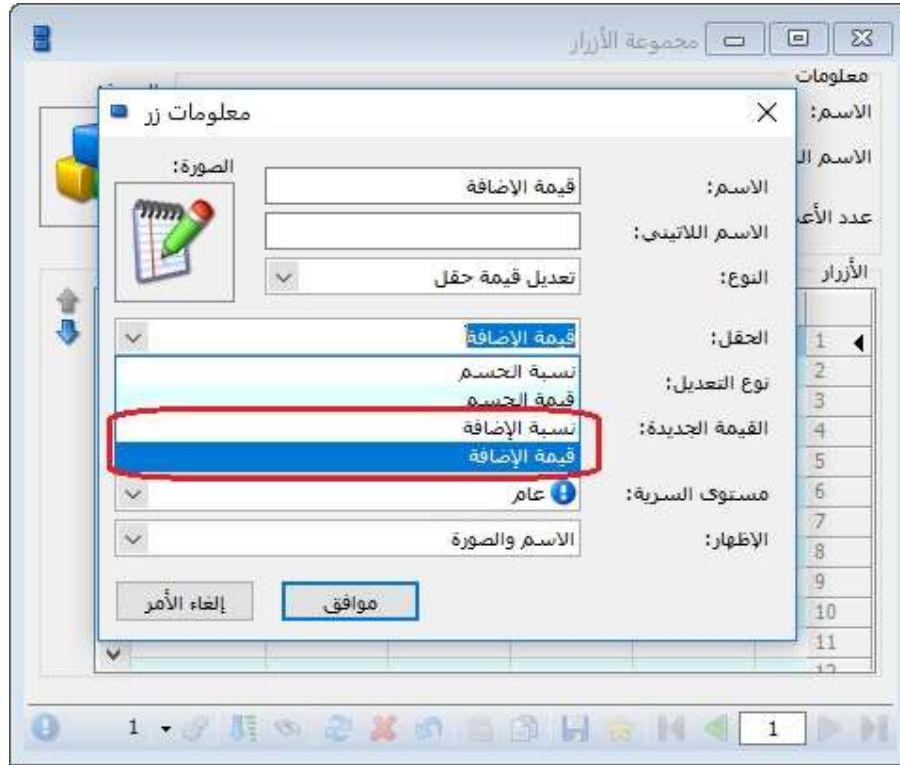 مجموعة الأزرار
معلومات
الاسم:
الاسم
عدد
الأزرار
معلومات زر
الصورة:
الاسم: قيمة الإضافة
الاسم اللاتيني:
النوع: تعديل قيمة حقل
الحقل: قيمة الإضافة
نسبة الحسم
نوع التعديل:
قيمة الحسم
القيمة الجديدة: نسبة الإضافة
قيمة الإضافة
مستوى السرية: عام
الإظهار: الاسم والصورة
موافق إلغاء الأمر
1
2
3
4
5
6
7
8
9
10
11
12
1 1